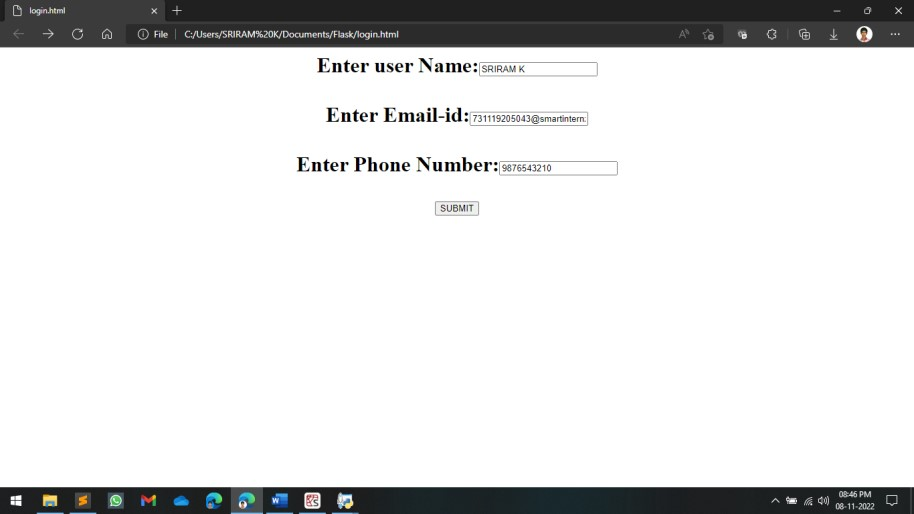 login.html
File
C:/Users/SRIRAM%20K/Documents/Flask/login.html
Enter user Name: SRIRAM K
Enter Email-id: 731119205043@smartintern
Enter Phone Number: 9876543210
SUBMIT
08:46 PM
08-11-2022